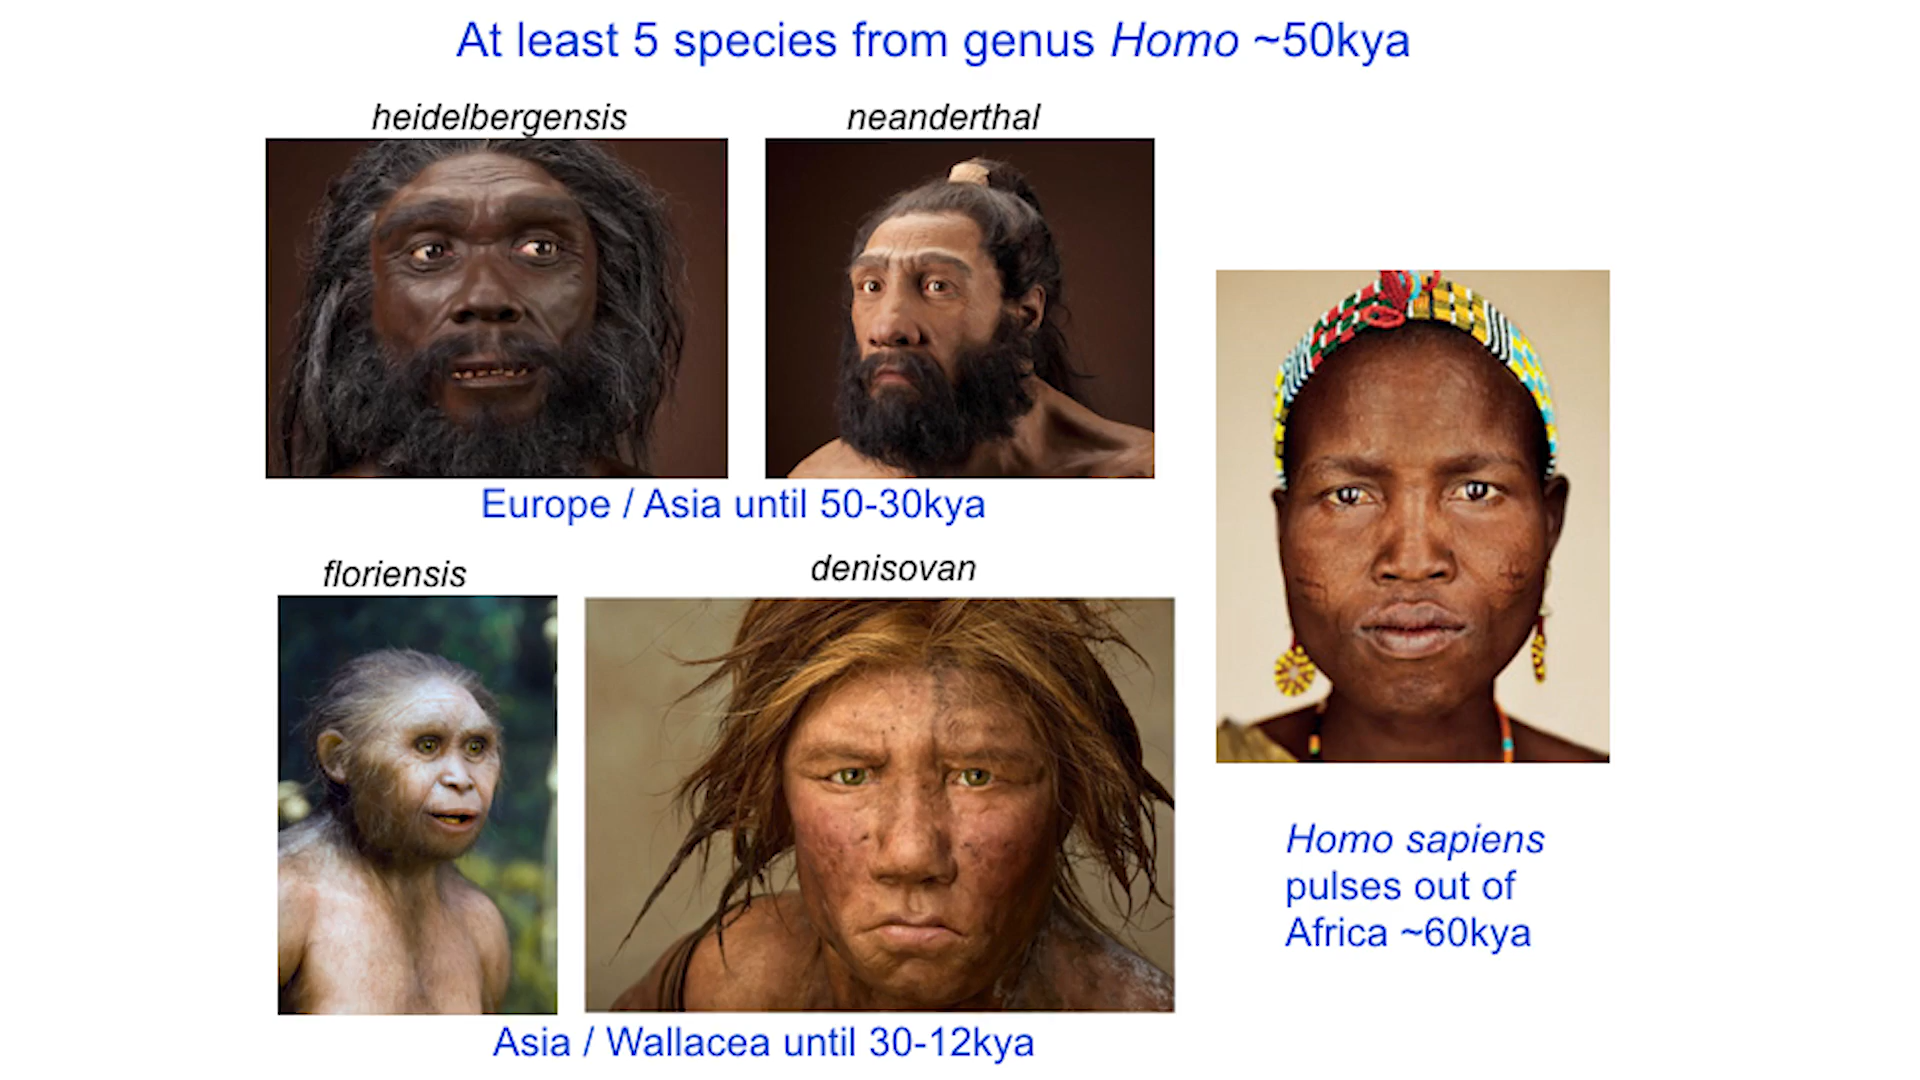 At least 5 species from genus Homo ~50kya
heidelbergensis
neanderthal
Europe / Asia until 50-30kya
floriensis
denisovan
Asia / Wallacea until 30-12kya
Homo sapiens
pulses out of
Africa ~60kya